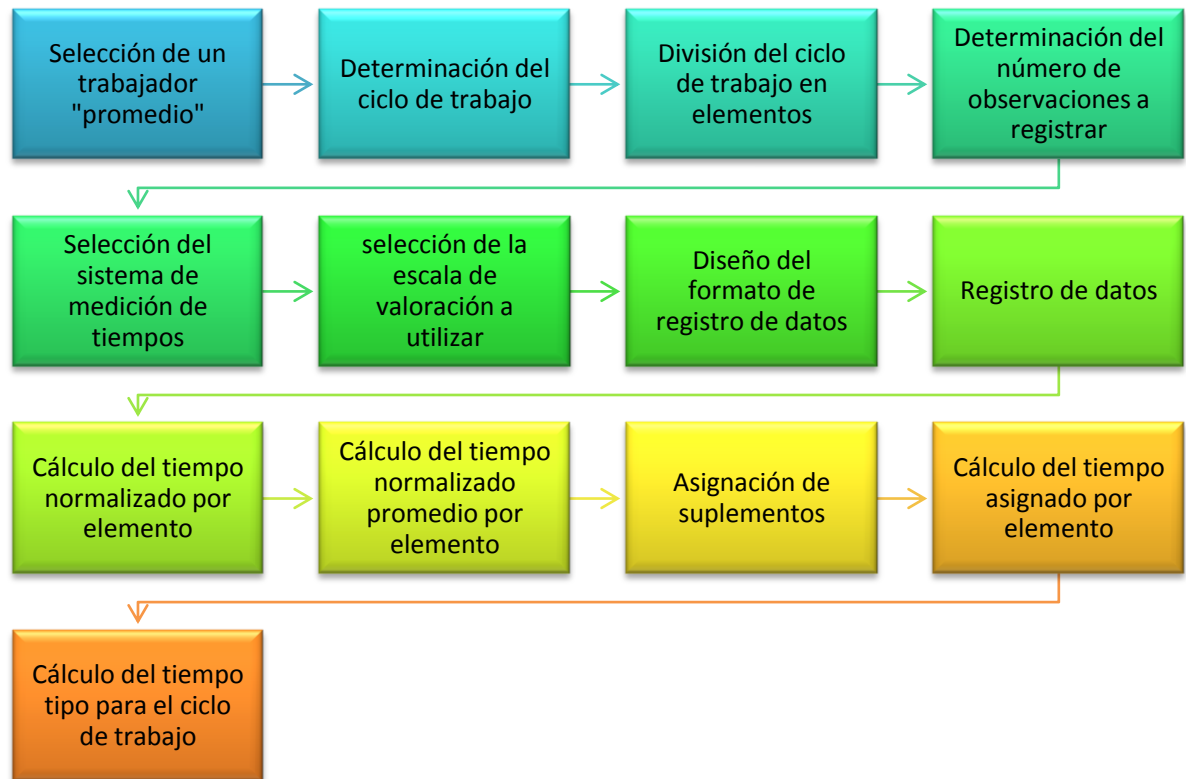 Selección de un
trabajador
"promedio"
Determinación del
ciclo de trabajo
División del ciclo
de trabajo en
elementos
Determinación del
número de
observaciones a
registrar
Selección del
sistema de
medición de
tiempos
selección de la
escala de
valoración a
utilizar
Diseño del
formato de
registro de datos
Registro de datos
Cálculo del tiempo
normalizado por
elemento
Cálculo del tiempo
normalizado
promedio por
elemento
Asignación de
suplementos
Cálculo del tiempo
asignado por
elemento
Cálculo del tiempo
tipo para el ciclo
de trabajo